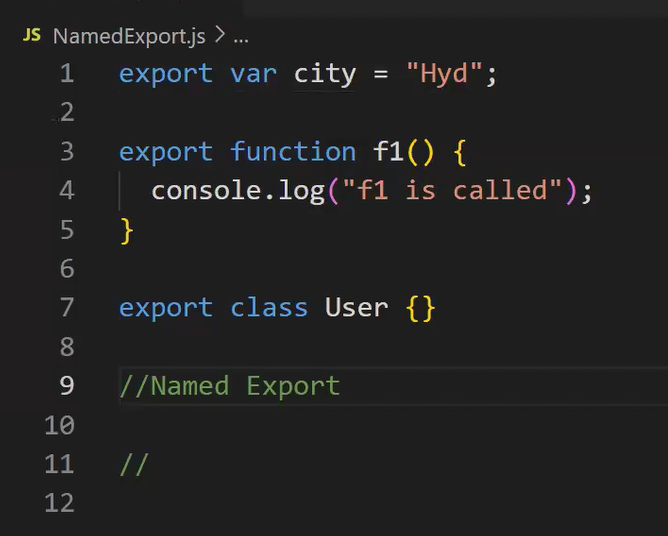 JS NamedExport.js > ...
1 export var city = "Hyd";
2
3 export function f1() {
4 console.log("f1 is called");
5 }
6
7 export class User {}
8
9 //Named Export
10
11 //
12